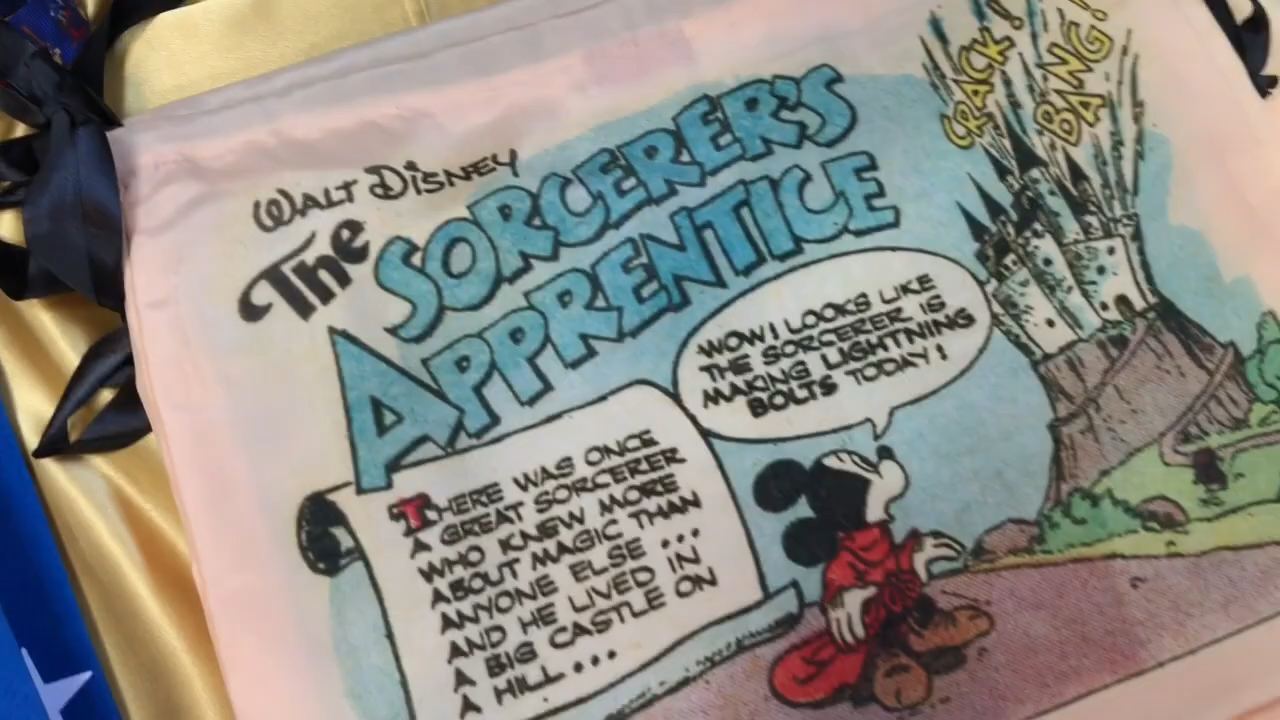 WALT DISNEY
The SORCERER'S
APPRENTICE
CRACK!
BANG!
WOW! LOOKS LIKE
THE SORCERER IS
MAKING LIGHTNING
BOLTS TODAY!
THERE WAS ONCE
A GREAT SORCERER
WHO KNEW MORE
ABOUT MAGIC THAN
ANYONE ELSE ...
AND HE LIVED IN
A BIG CASTLE ON
A HILL ...